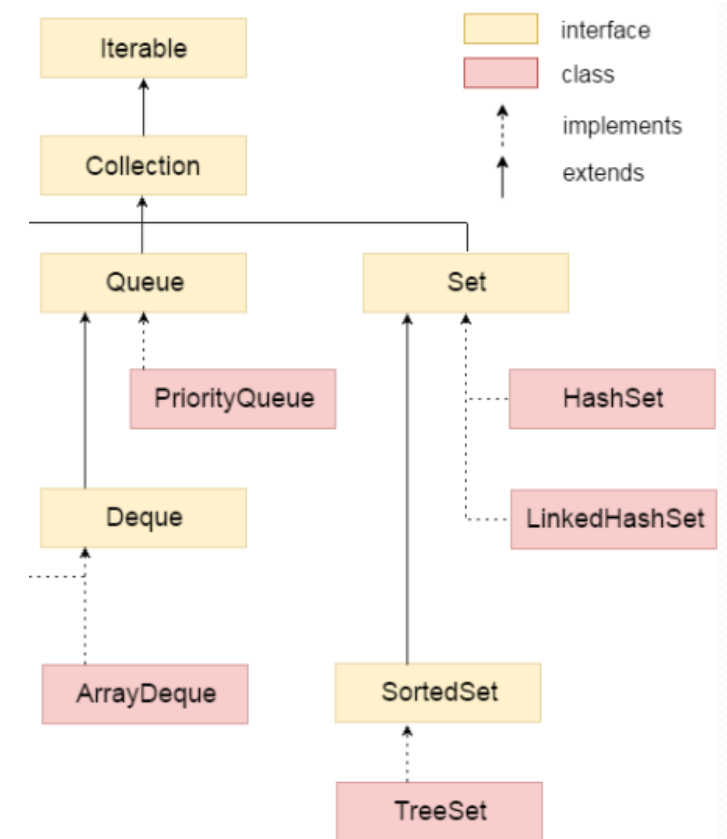 Iterable
interface
class
implements
Collection
extends
Queue
Set
PriorityQueue
HashSet
Deque
LinkedHashSet
ArrayDeque
SortedSet
TreeSet